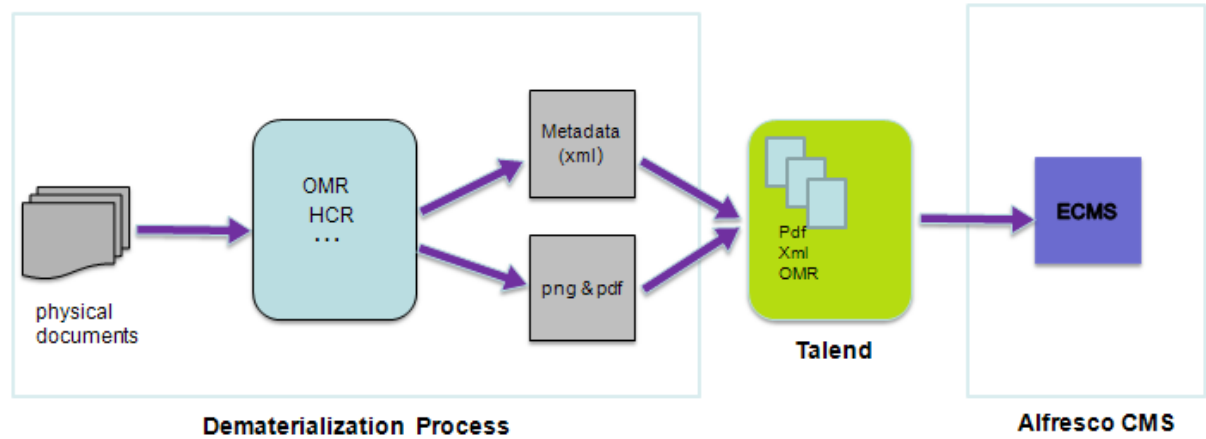 physical
documents
OMR
HCR
...
Metadata
(xml)
png & pdf
Pdf
Xml
OMR
Talend
ECMS
Dematerialization Process
Alfresco CMS